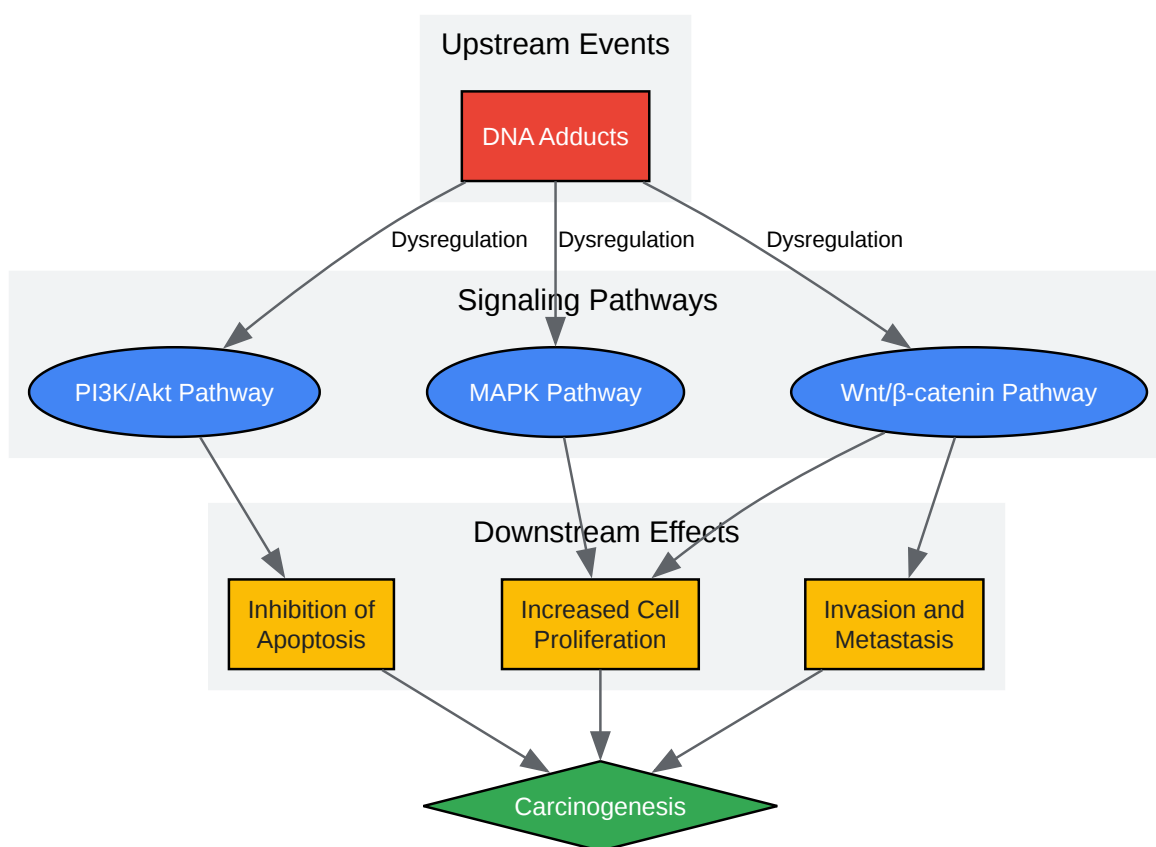 Upstream Events
DNA Adducts
Dysregulation
Dysregulation
Dysregulation
Signaling Pathways
PI3K/Akt Pathway
MAPK Pathway
Wnt/β-catenin Pathway
Downstream Effects
Inhibition of
Apoptosis
Increased Cell
Proliferation
Invasion and
Metastasis
Carcinogenesis